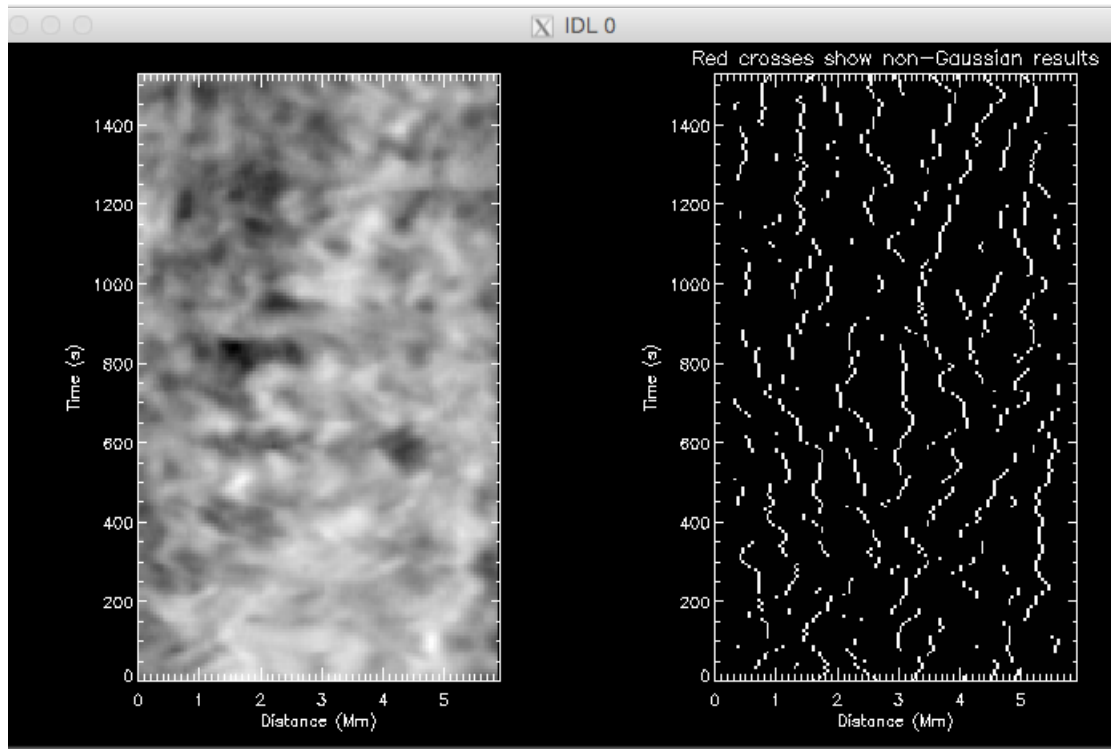 IDL 0
Red crosses show non-Gaussian results
1400
1200
1000
800
600
400
200
0
Time (s)
0 1 2 3 4 5
Distance (Mm)
1400
1200
1000
800
600
400
200
0
Time (s)
0 1 2 3 4 5
Distance (Mm)